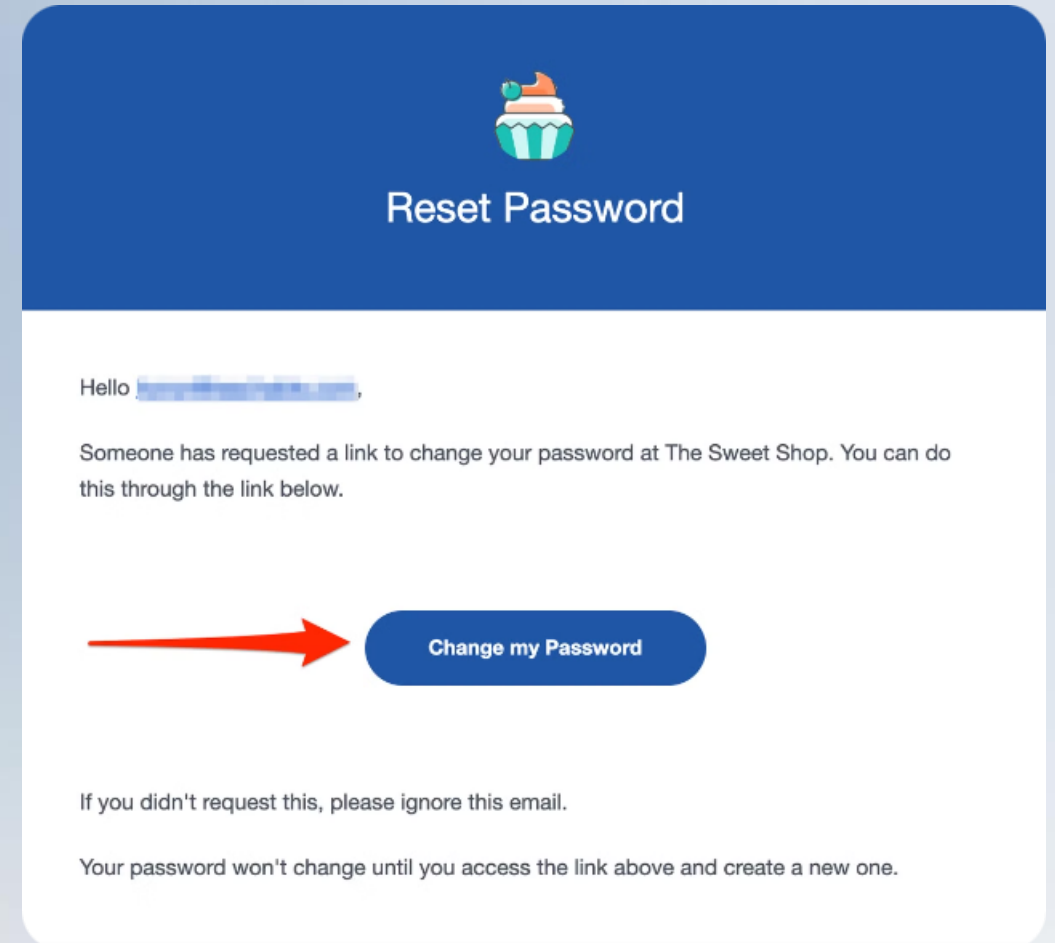 Reset Password
Hello ,
Someone has requested a link to change your password at The Sweet Shop. You can do
this through the link below.
Change my Password
If you didn't request this, please ignore this email.
Your password won't change until you access the link above and create a new one.